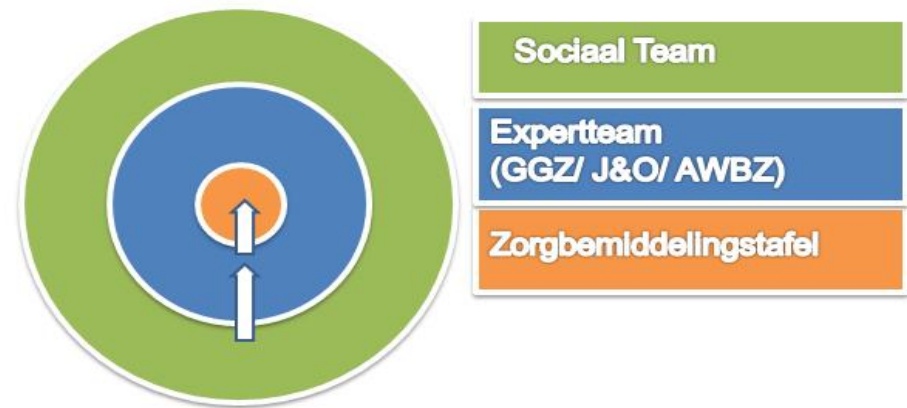 Sociaal Team
Expertteam
(GGZ/ J&O/ AWBZ)
Zorgbemiddelingstafel